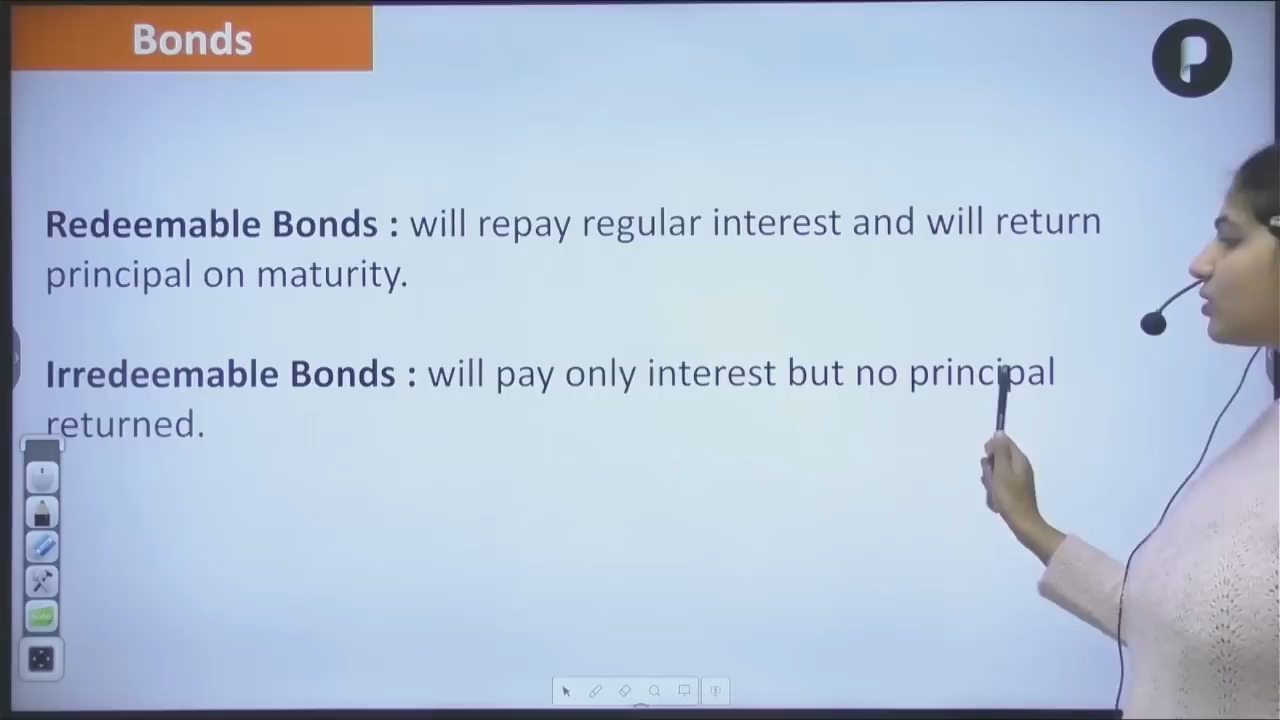 Bonds
Redeemable Bonds : will repay regular interest and will return
principal on maturity.
Irredeemable Bonds : will pay only interest but no principal
returned.